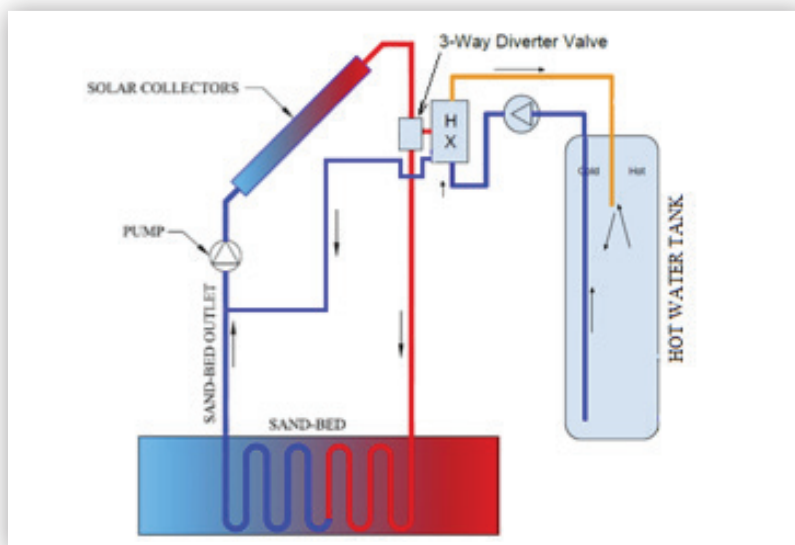 3-Way Diverter Valve
SOLAR COLLECTORS
H
X
Cold
Hot
PUMP
SAND-BED OUTLET
HOT WATER TANK
SAND-BED